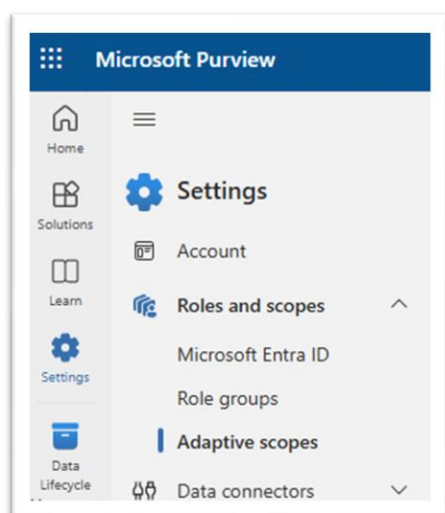 Microsoft Purview
Home
Settings
Solutions
Account
Learn
Roles and scopes
Microsoft Entra ID
Settings
Role groups
Adaptive scopes
Data
Lifecycle
Data connectors